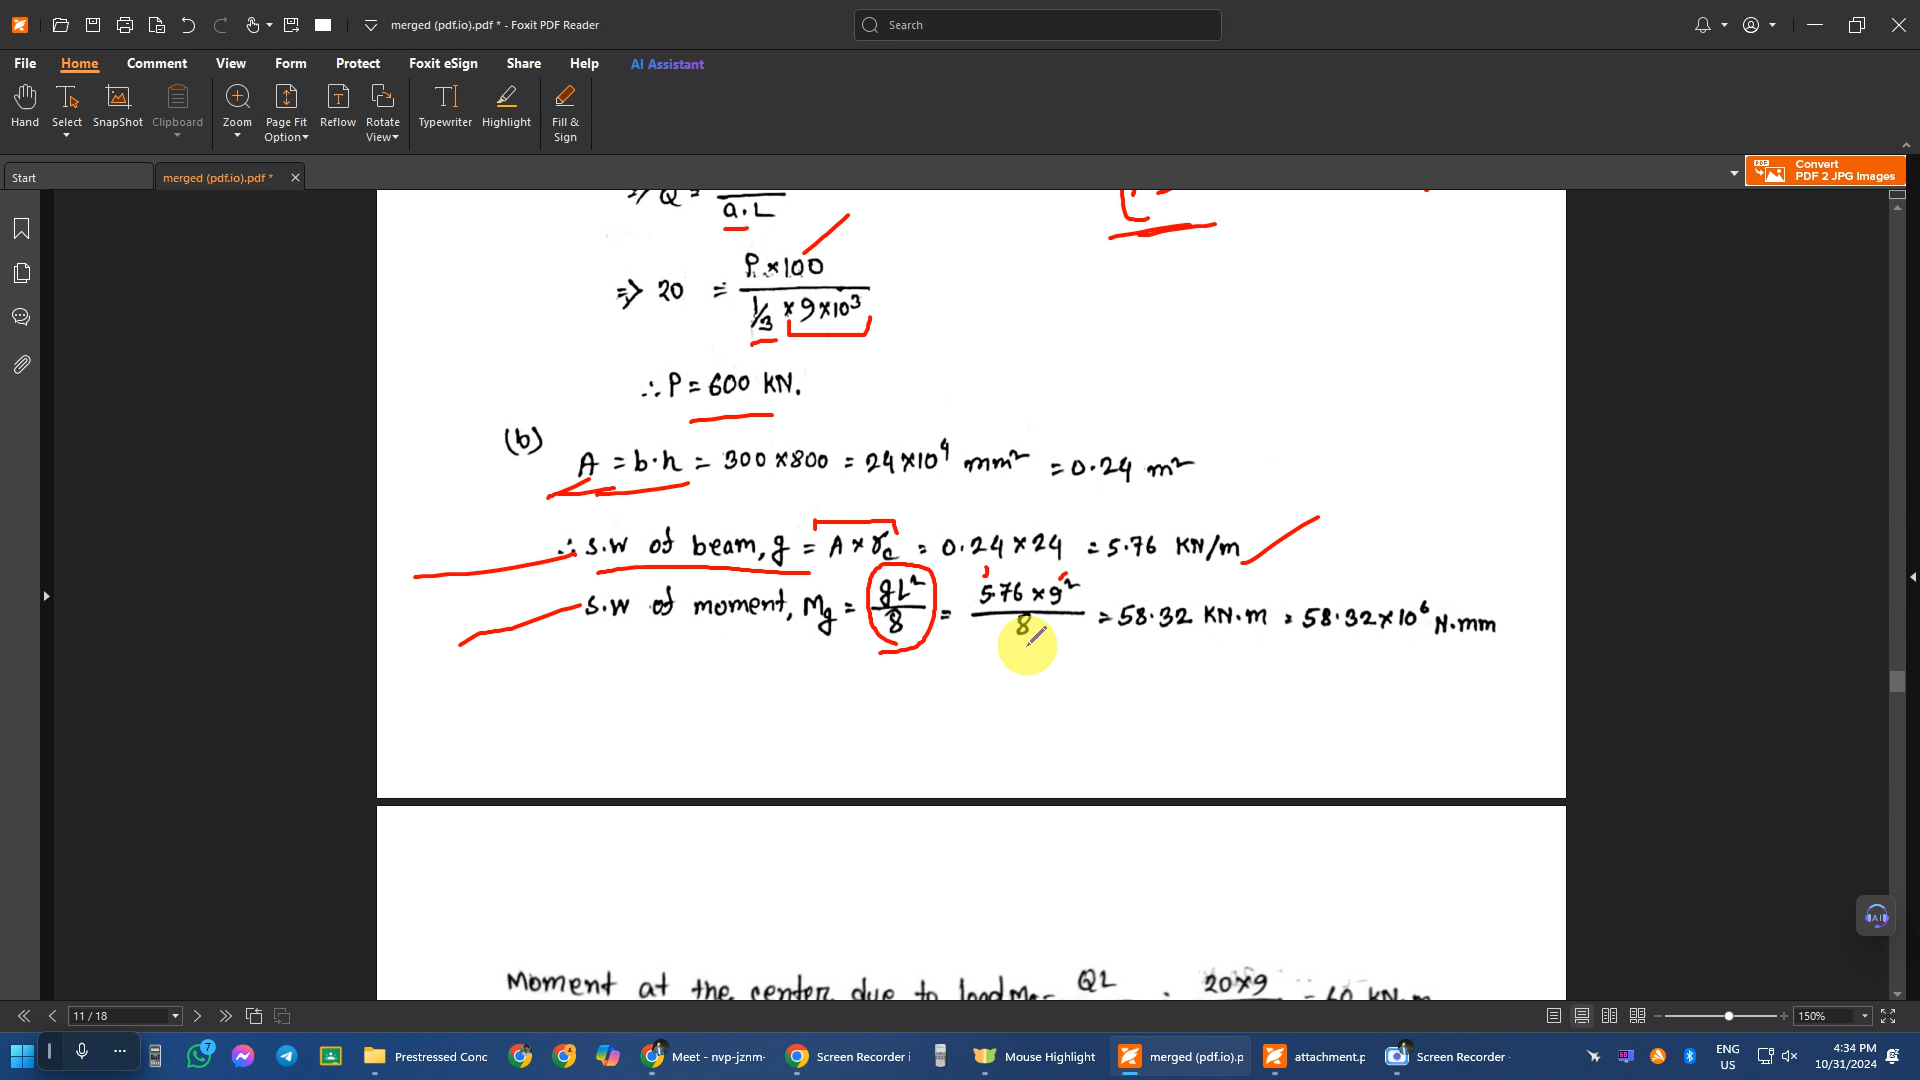 merged (pdf.io).pdf * - Foxit PDF Reader
Search
File Home Comment View Form Protect Foxit eSign Share Help AI Assistant
Hand Select SnapShot Clipboard Zoom Page Fit Option Reflow Rotate View Typewriter Highlight Fill & Sign
Start merged (pdf.io).pdf *
Convert
PDF 2 JPG Images
=> Q =
a.L
=> 20 = P×100
1/3 ×9×10³
∴ P = 600 KN.
(b)
A = b.h = 300×800 = 24×10⁴ mm² = 0.24 m²
∴ S.W of beam, g = A×γc = 0.24×24 = 5.76 KN/m
S.W of moment, Mg = gL²/8 = 5.76×9²/8 = 58.32 KN.m = 58.32×10⁶ N.mm
Moment at the center due to load QL 20×9 = 60 KN.m
AI
11 / 18
150%
7
Prestressed Conc
Meet - nvp-jznm-
Screen Recorder i
Mouse Highlight
merged (pdf.io).p
attachment.p
Screen Recorder
ENG
US
4:34 PM
10/31/2024